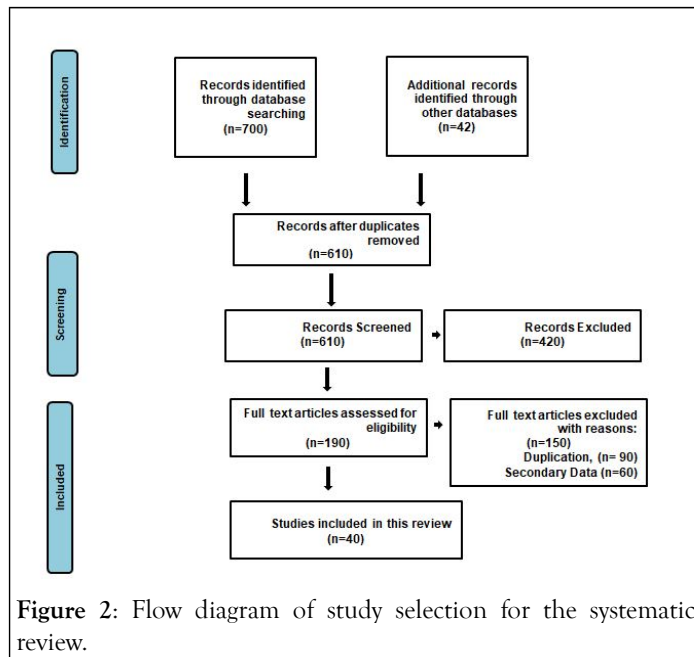 Identification
Records identified
through database
searching
(n=700)
Additional records
identified through
other databases
(n=42)
Records after duplicates
removed
(n=610)
Screening
Records Screened
(n=610)
Records Excluded
(n=420)
Included
Full text articles assessed for
eligibility
(n=190)
Full text articles excluded
with reasons:
(n=150)
Duplication, (n= 90)
Secondary Data (n=60)
Studies included in this review
(n=40)
Figure 2: Flow diagram of study selection for the systematic
review.